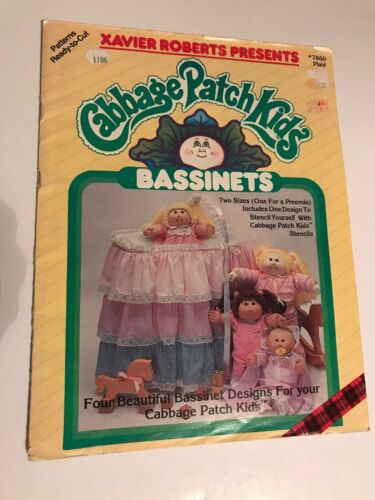 Patterns
Ready-to-Cut
1186
XAVIER ROBERTS PRESENTS
#7860
Plaid
Cabbage Patch Kids
BASSINETS
Two Sizes (One For a Preemie)
Includes One Design To
Stencil Yourself With
Cabbage Patch Kids™
Stencils
Four Beautiful Bassinet Designs For your
Cabbage Patch Kids™